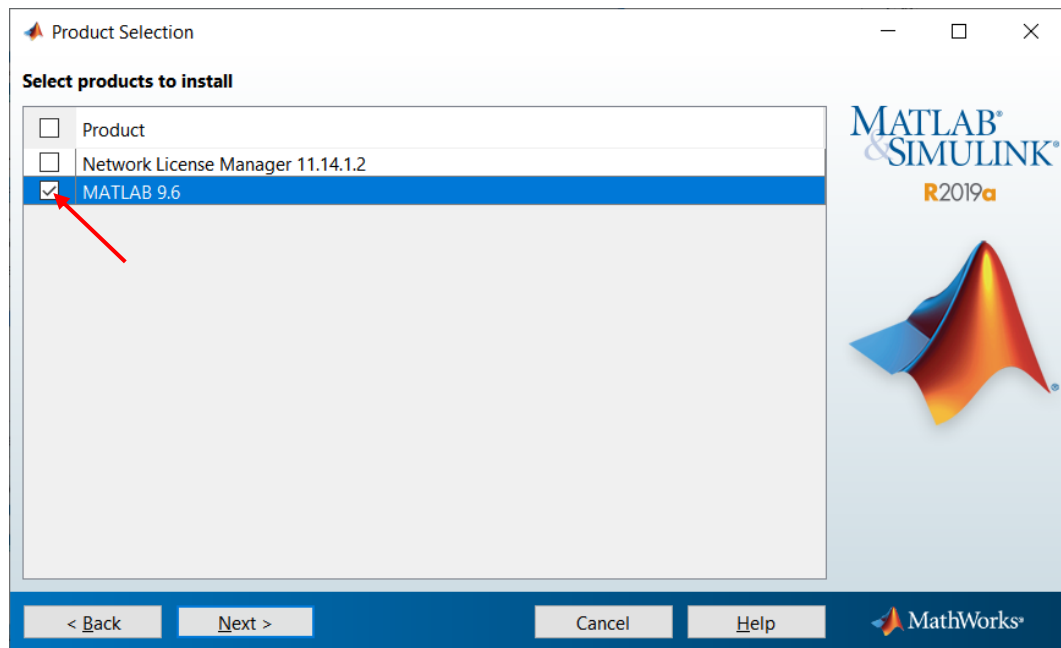 Product Selection
Select products to install
Product
Network License Manager 11.14.1.2
MATLAB 9.6
MATLAB®
&SIMULINK®
R2019a
< Back
Next >
Cancel
Help
MathWorks®